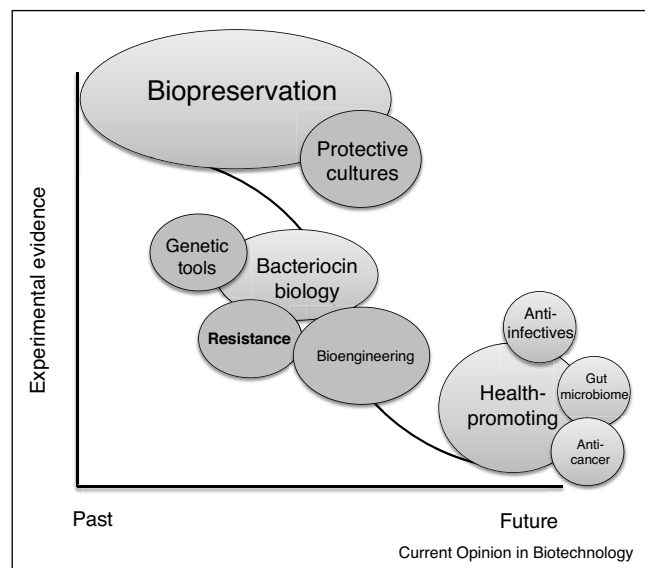 Biopreservation
Protective
cultures
Genetic
tools
Bacteriocin
biology
Resistance
Bioengineering
Anti-
infectives
Health-
promoting
Gut
microbiome
Anti-
cancer
Experimental evidence
Past
Future
Current Opinion in Biotechnology